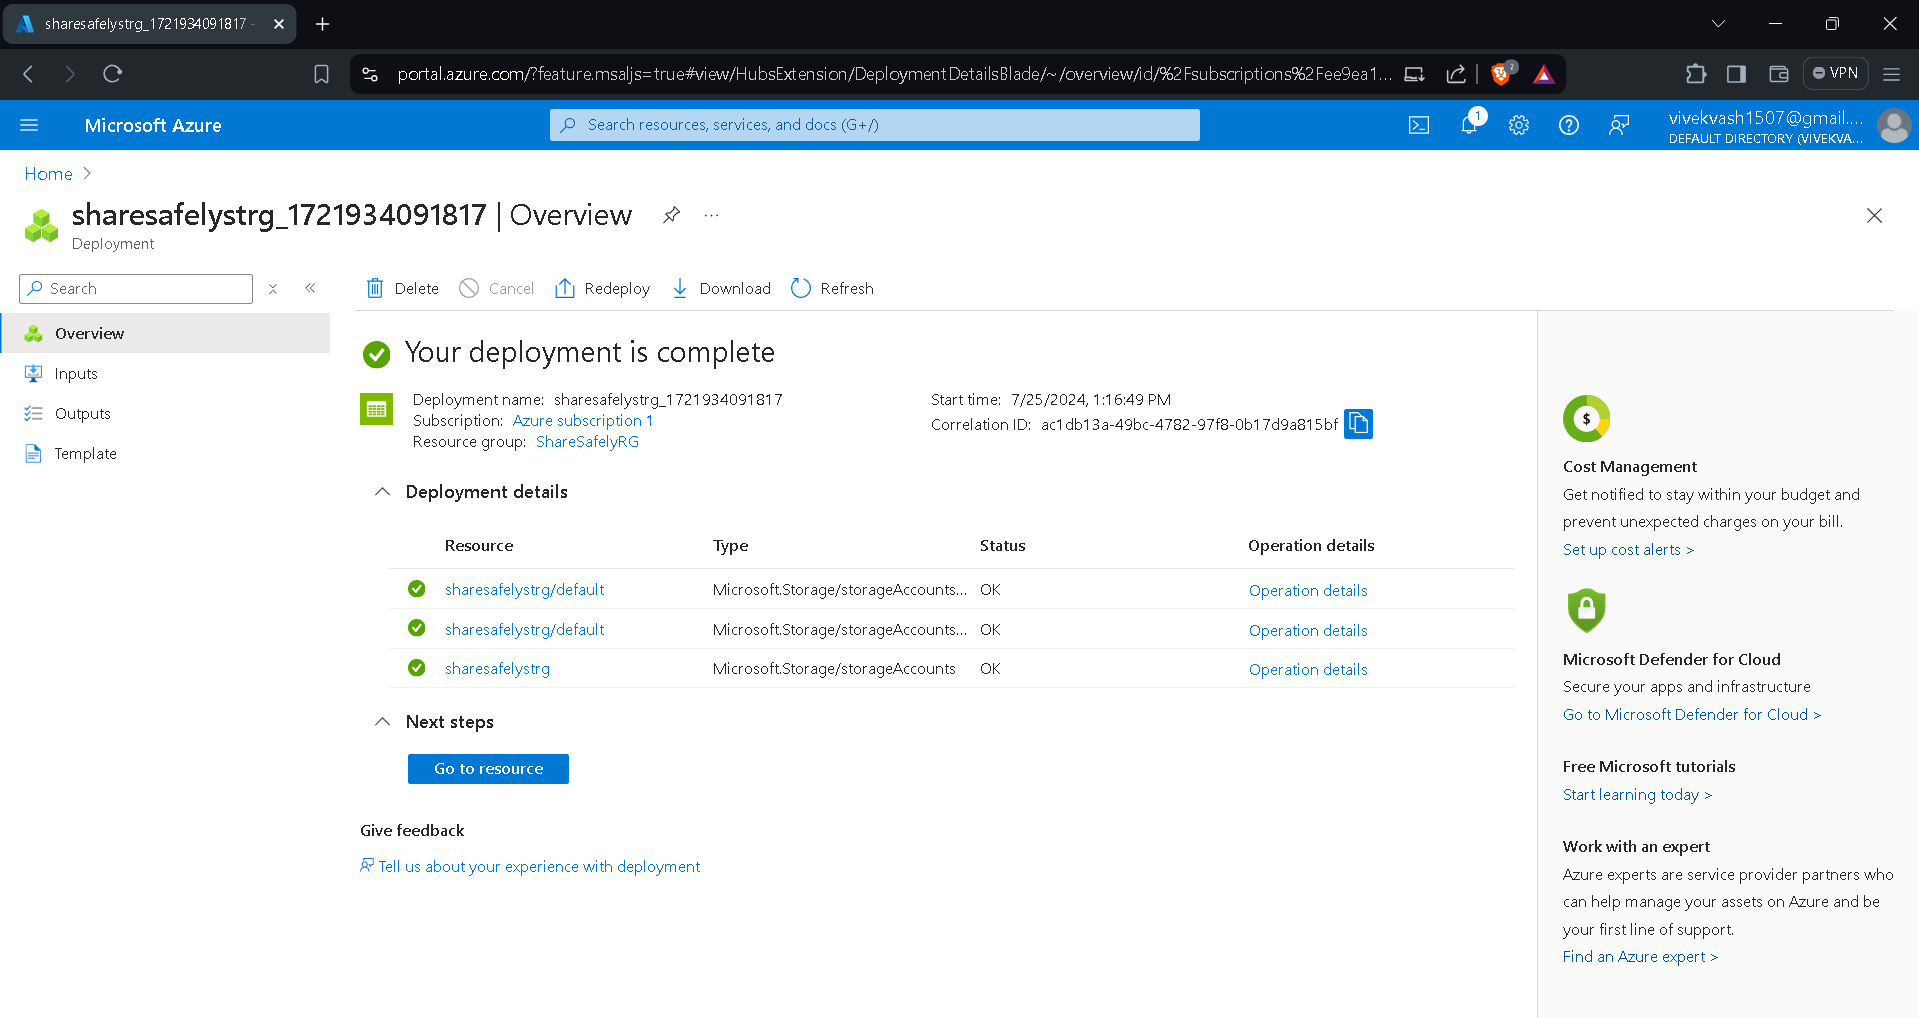 sharesafelystrg_1721934091817 -
portal.azure.com/?feature.msaljs=true#view/HubsExtension/DeploymentDetailsBlade/~/overview/id/%2Fsubscriptions%2Fee9ea1...
2
VPN
Microsoft Azure
Search resources, services, and docs (G+/)
1
vivekvash1507@gmail....
DEFAULT DIRECTORY (VIVEKVA...
Home
sharesafelystrg_1721934091817 | Overview
...
Deployment
Search
Overview
Inputs
Outputs
Template
Delete
Cancel
Redeploy
Download
Refresh
Your deployment is complete
Deployment name: sharesafelystrg_1721934091817
Subscription: Azure subscription 1
Resource group: ShareSafelyRG
Start time: 7/25/2024, 1:16:49 PM
Correlation ID: ac1db13a-49bc-4782-97f8-0b17d9a815bf
Deployment details
Resource Type Status Operation details
sharesafelystrg/default Microsoft.Storage/storageAccounts... OK Operation details
sharesafelystrg/default Microsoft.Storage/storageAccounts... OK Operation details
sharesafelystrg Microsoft.Storage/storageAccounts OK Operation details
Next steps
Go to resource
Give feedback
Tell us about your experience with deployment
$
Cost Management
Get notified to stay within your budget and
prevent unexpected charges on your bill.
Set up cost alerts >
Microsoft Defender for Cloud
Secure your apps and infrastructure
Go to Microsoft Defender for Cloud >
Free Microsoft tutorials
Start learning today >
Work with an expert
Azure experts are service provider partners who
can help manage your assets on Azure and be
your first line of support.
Find an Azure expert >